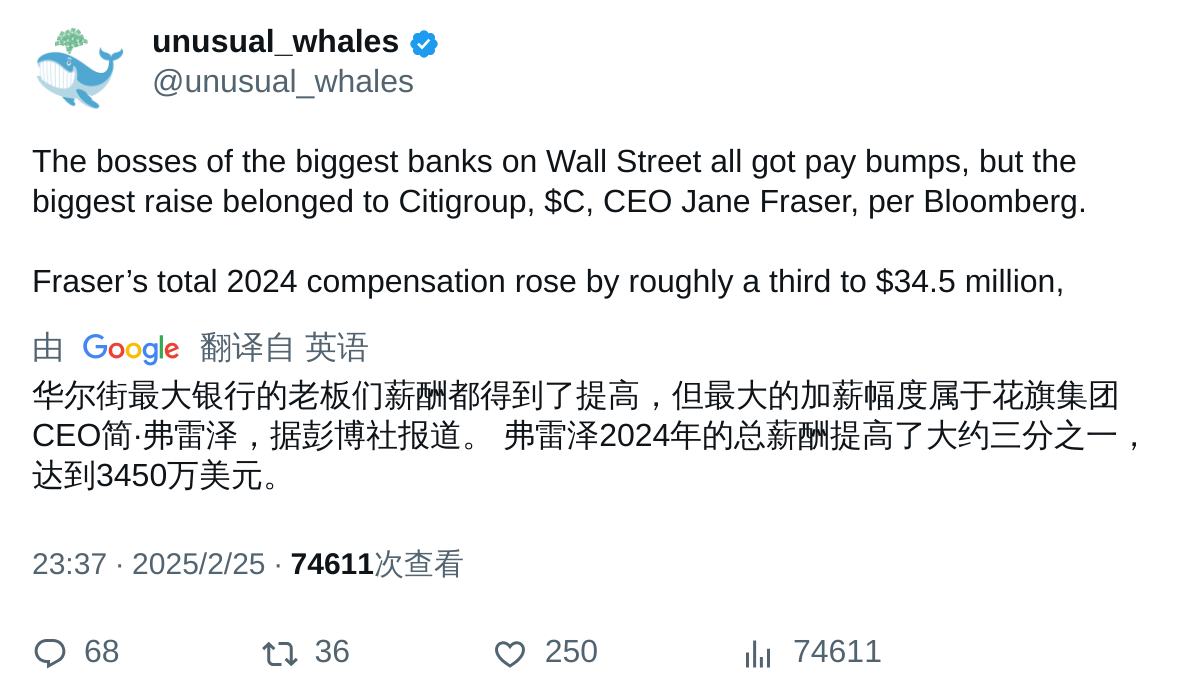 unusual_whales
@unusual_whales
The bosses of the biggest banks on Wall Street all got pay bumps, but the
biggest raise belonged to Citigroup, $C, CEO Jane Fraser, per Bloomberg.
Fraser’s total 2024 compensation rose by roughly a third to $34.5 million,
由 Google 翻译自 英语
华尔街最大银行的老板们薪酬都得到了提高，但最大的加薪幅度属于花旗集团
CEO简·弗雷泽，据彭博社报道。 弗雷泽2024年的总薪酬提高了大约三分之一，
达到3450万美元。
23:37 · 2025/2/25 · 74611次查看
68 36 250 74611